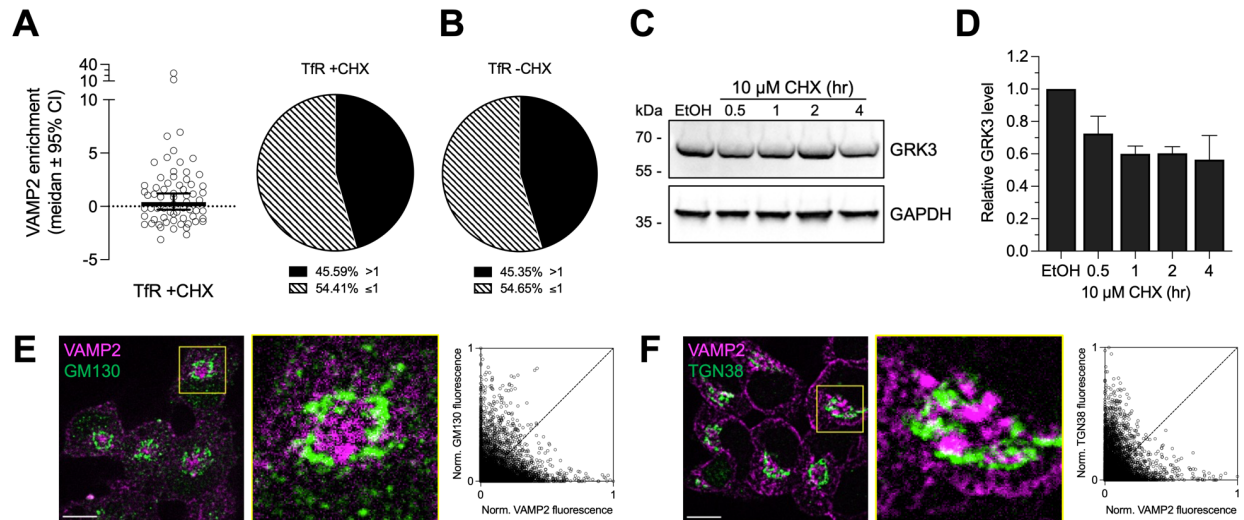 A
VAMP2 enrichment
(meidan ± 95% CI)
40
10
5
0
-5
TfR +CHX
TfR +CHX
45.59% >1
54.41% ≤1
B
TfR -CHX
45.35% >1
54.65% ≤1
C
10 µM CHX (hr)
kDa EtOH 0.5 1 2 4
70 -
55 -
GRK3
35 -
GAPDH
D
Relative GRK3 level
1.2
1.0
0.8
0.6
0.4
0.2
0.0
EtOH 0.5 1 2 4
10 µM CHX (hr)
E
VAMP2
GM130
Norm. GM130 fluorescence
1
0
0 1
Norm. VAMP2 fluorescence
F
VAMP2
TGN38
Norm. TGN38 fluorescence
1
0
0 1
Norm. VAMP2 fluorescence